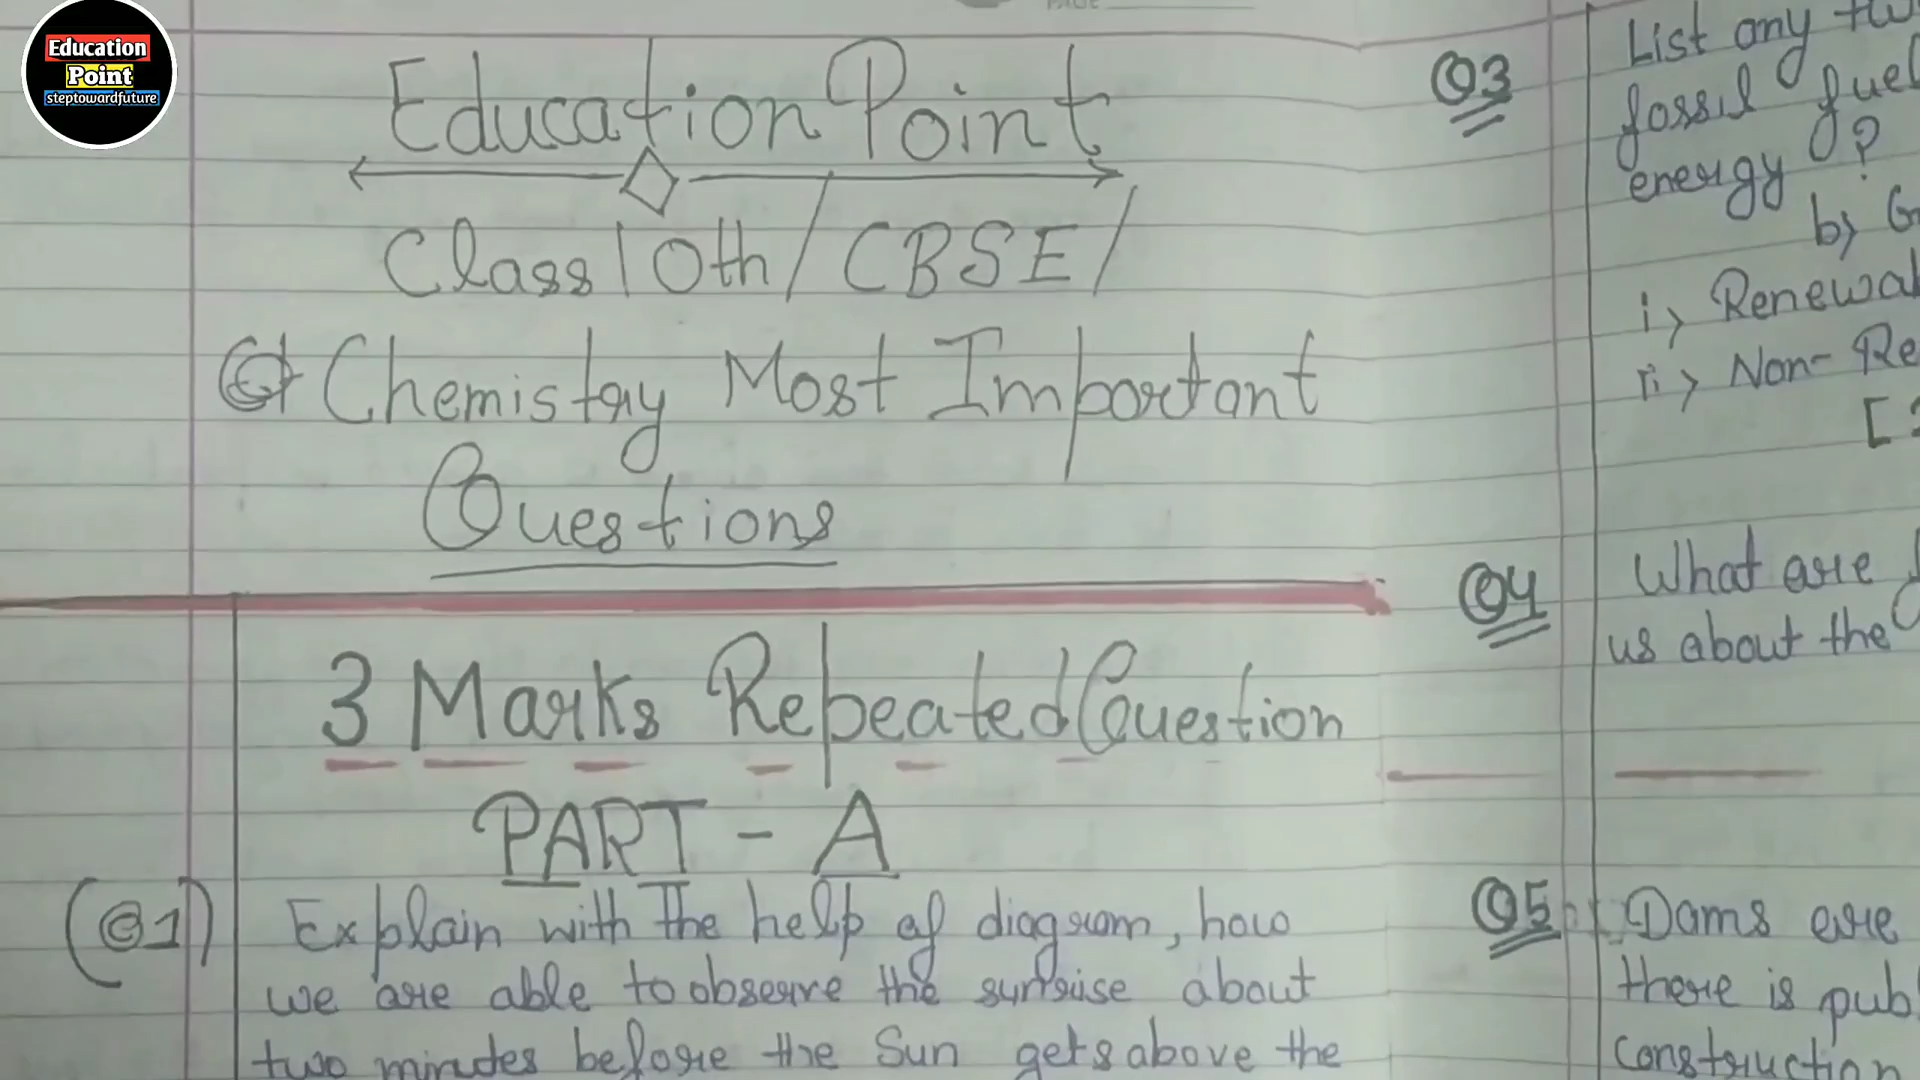 Education
Point
steptowardfuture
Education Point
Class 10th / CBSE /
Chemistry Most Important
Questions
3 Marks Repeated Question
PART - A
(Q1) Explain with the help of diagram, how
we are able to observe the sunrise about
two minutes before the Sun gets above the
Q3 List any
fossil fuel
energy ?
b)
i>
ii> Non-
Q4 What are
us about the
Q5 Dams are
there is
construction